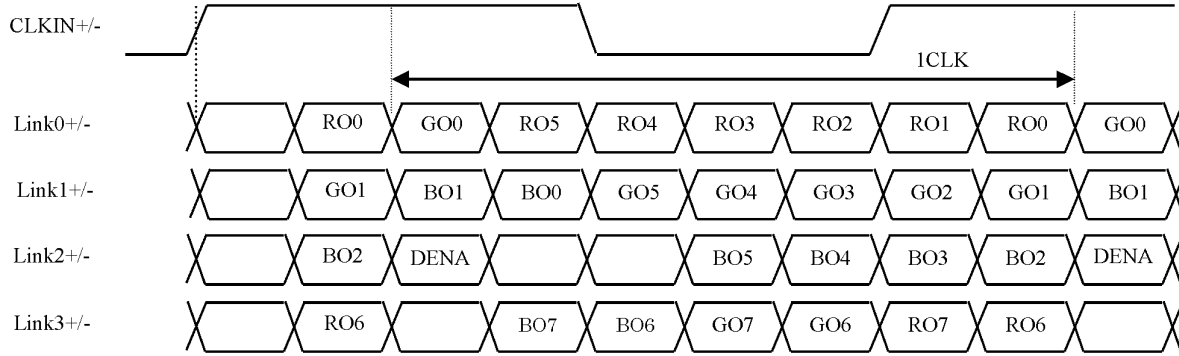 CLKIN+/-
1CLK
Link0+/- RO0 GO0 RO5 RO4 RO3 RO2 RO1 RO0 GO0
Link1+/- GO1 BO1 BO0 GO5 GO4 GO3 GO2 GO1 BO1
Link2+/- BO2 DENA BO5 BO4 BO3 BO2 DENA
Link3+/- RO6 BO7 BO6 GO7 GO6 RO7 RO6